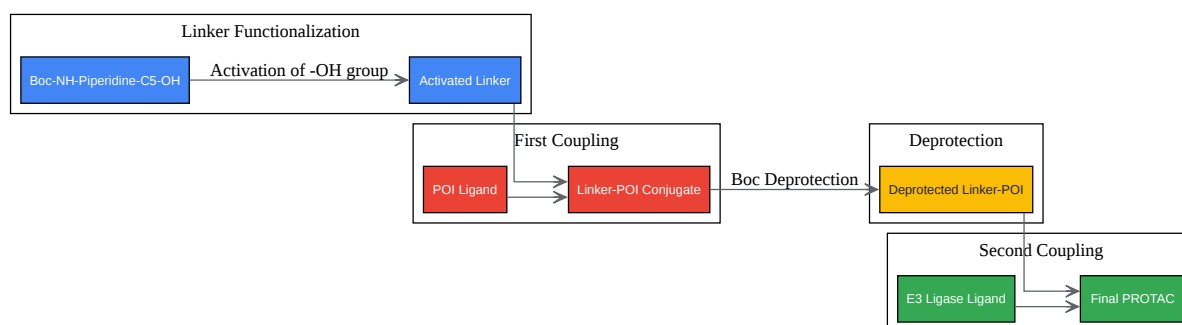 Linker Functionalization
Boc-NH-Piperidine-C5-OH
Activation of -OH group
Activated Linker
First Coupling
POI Ligand
Linker-POI Conjugate
Boc Deprotection
Deprotection
Deprotected Linker-POI
Second Coupling
E3 Ligase Ligand
Final PROTAC